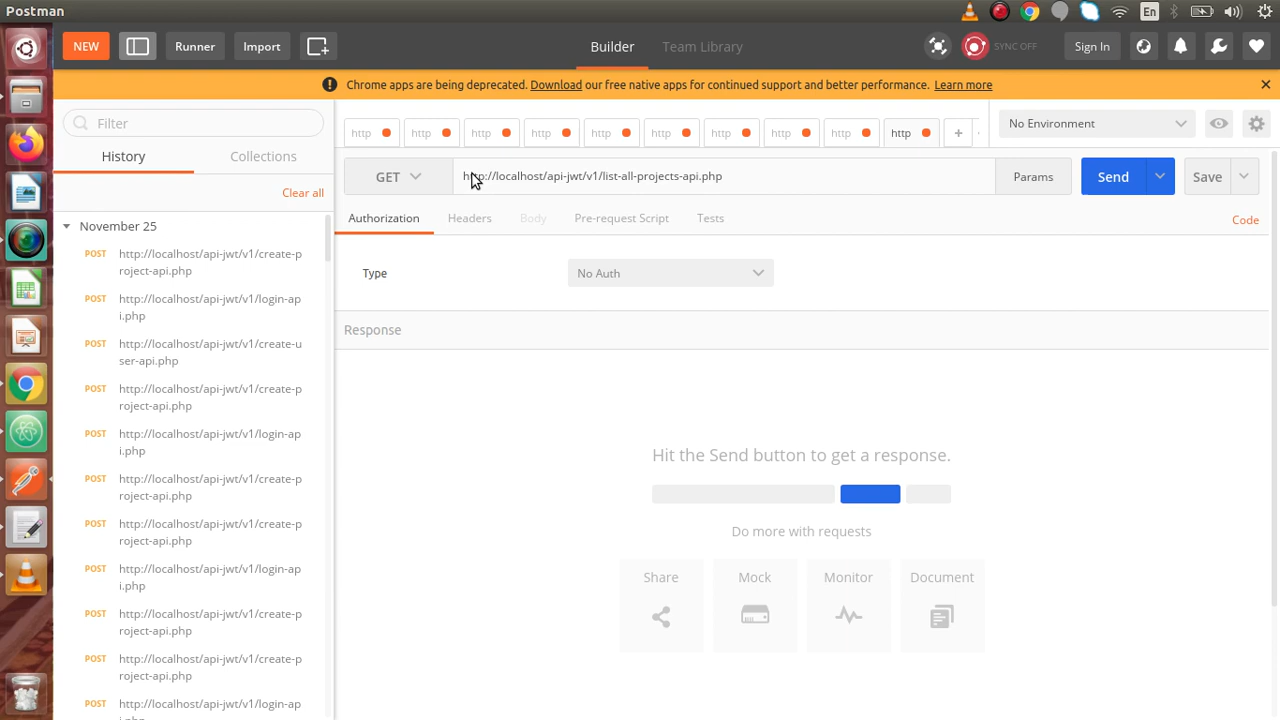 Postman
En
NEW
Runner
Import
Builder
Team Library
SYNC OFF
Sign In
Chrome apps are being deprecated. Download our free native apps for continued support and better performance. Learn more
Filter
http
http
http
http
http
http
http
http
http
http
No Environment
History
Collections
GET
http://localhost/api-jwt/v1/list-all-projects-api.php
Params
Send
Save
Clear all
Authorization
Headers
Body
Pre-request Script
Tests
Code
November 25
POST
http://localhost/api-jwt/v1/create-p
roject-api.php
POST
http://localhost/api-jwt/v1/login-ap
i.php
POST
http://localhost/api-jwt/v1/create-u
ser-api.php
POST
http://localhost/api-jwt/v1/create-p
roject-api.php
POST
http://localhost/api-jwt/v1/login-ap
i.php
POST
http://localhost/api-jwt/v1/create-p
roject-api.php
POST
http://localhost/api-jwt/v1/create-p
roject-api.php
POST
http://localhost/api-jwt/v1/login-ap
i.php
POST
http://localhost/api-jwt/v1/create-p
roject-api.php
POST
http://localhost/api-jwt/v1/create-p
roject-api.php
POST
http://localhost/api-jwt/v1/login-ap
Type
No Auth
Response
Hit the Send button to get a response.
Do more with requests
Share
Mock
Monitor
Document